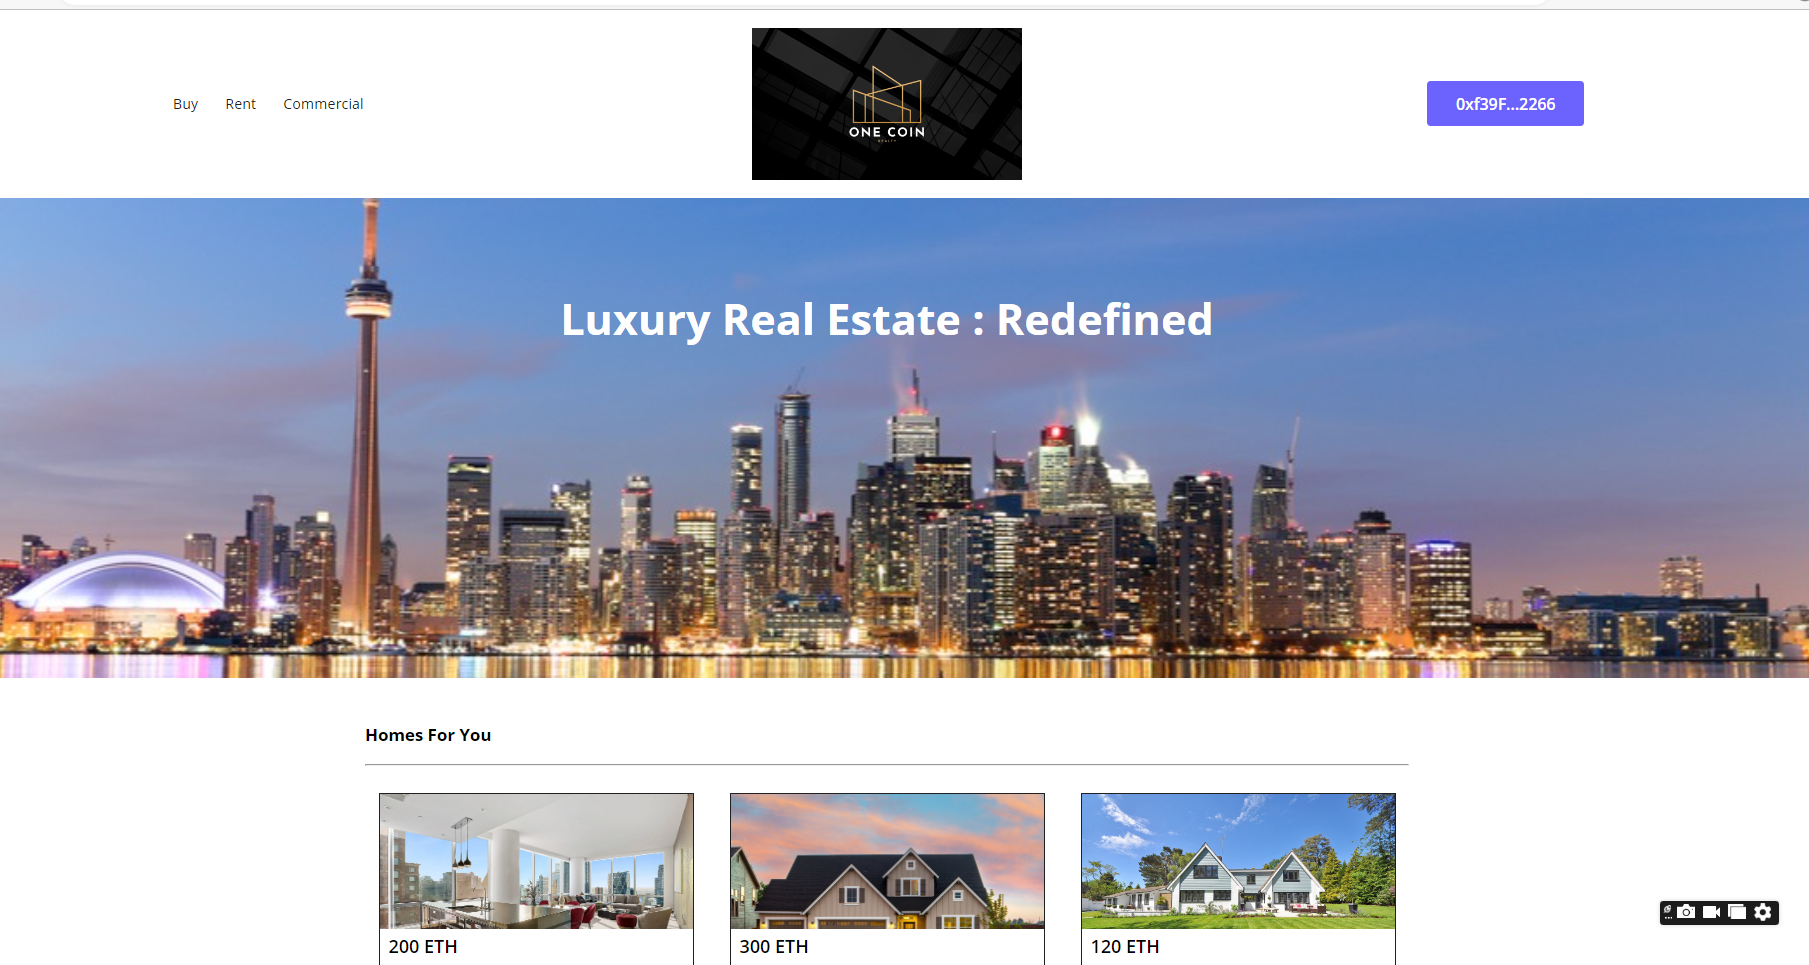 Buy Rent Commercial
ONE COIN
REALTY
0xf39F...2266
Luxury Real Estate : Redefined
Homes For You
200 ETH
300 ETH
120 ETH